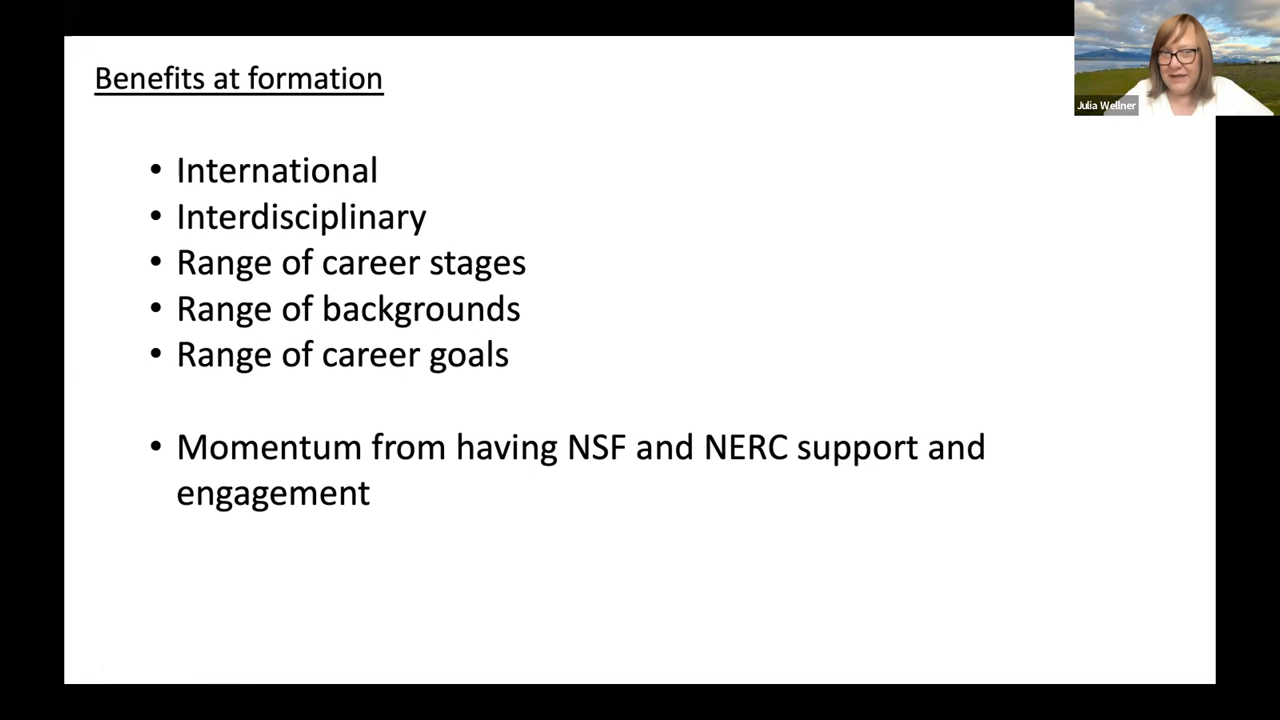 Benefits at formation
Julia Wellner
• International
• Interdisciplinary
• Range of career stages
• Range of backgrounds
• Range of career goals
• Momentum from having NSF and NERC support and
engagement